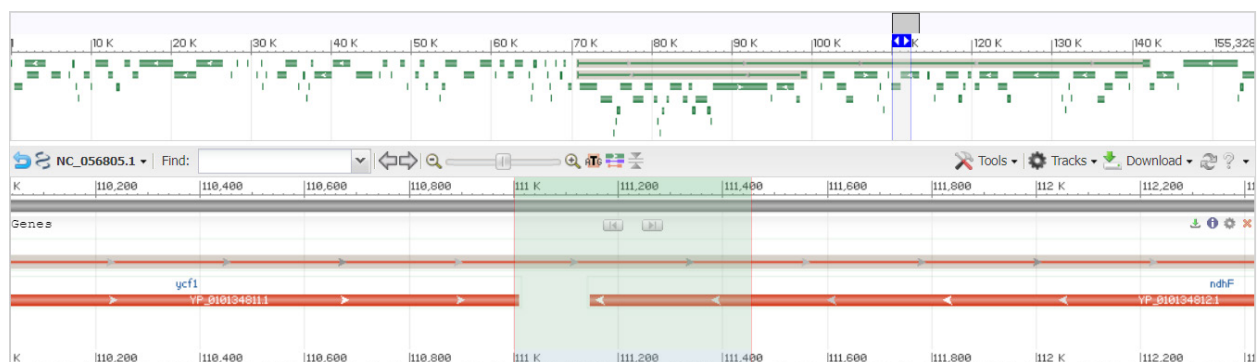 10 K 20 K 30 K 40 K 50 K 60 K 70 K 80 K 90 K 100 K K 120 K 130 K 140 K 155,328
NC_056805.1 Find: ATG Tools Tracks Download ?
K 110,200 110,400 110,600 110,800 111 K 111,200 111,400 111,600 111,800 112 K 112,200 11
Genes
ycf1 ndhF
YP_010134811.1 YP_010134812.1
K 110,200 110,400 110,600 110,800 111 K 111,200 111,400 111,600 111,800 112 K 112,200 11